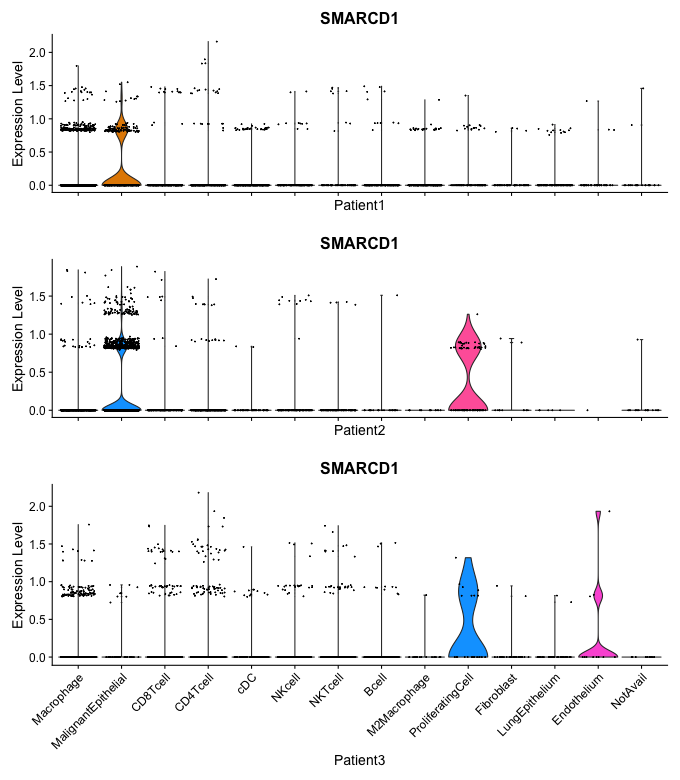 SMARCD1
Expression Level
2.0
1.5
1.0
0.5
0.0
Patient1
SMARCD1
Expression Level
1.5
1.0
0.5
0.0
Patient2
SMARCD1
Expression Level
2.0
1.5
1.0
0.5
0.0
Macrophage
MalignantEpithelial
CD8Tcell
CD4Tcell
cDC
NKcell
NKTcell
Bcell
M2Macrophage
ProliferatingCell
Fibroblast
LungEpithelium
Endothelium
NotAvail
Patient3